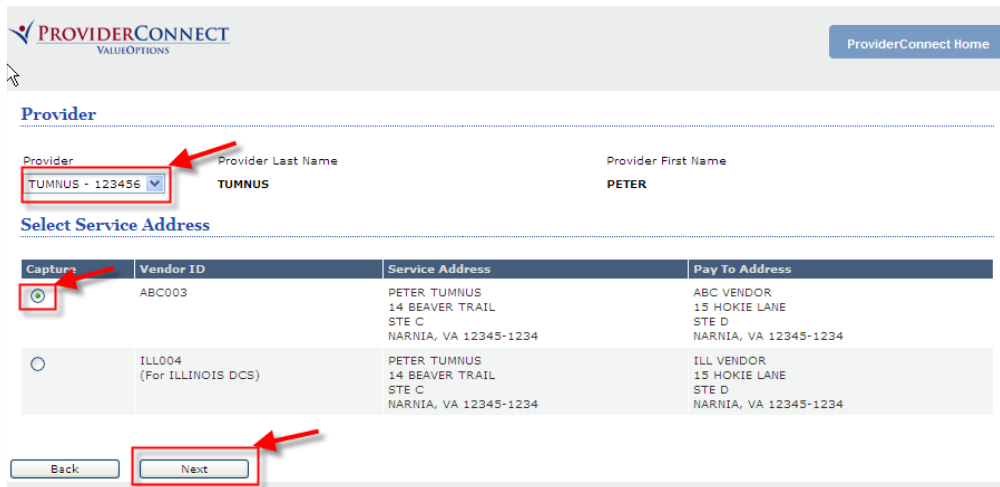 PROVIDERCONNECT
VALUEOPTIONS
ProviderConnect Home
Provider
Provider Provider Last Name Provider First Name
TUMNUS - 123456 TUMNUS PETER
Select Service Address
Capture Vendor ID Service Address Pay To Address
ABC003 PETER TUMNUS ABC VENDOR
14 BEAVER TRAIL 15 HOKIE LANE
STE C STE D
NARNIA, VA 12345-1234 NARNIA, VA 12345-1234
ILL004 PETER TUMNUS ILL VENDOR
(For ILLINOIS DCS) 14 BEAVER TRAIL 15 HOKIE LANE
STE C STE D
NARNIA, VA 12345-1234 NARNIA, VA 12345-1234
Back Next